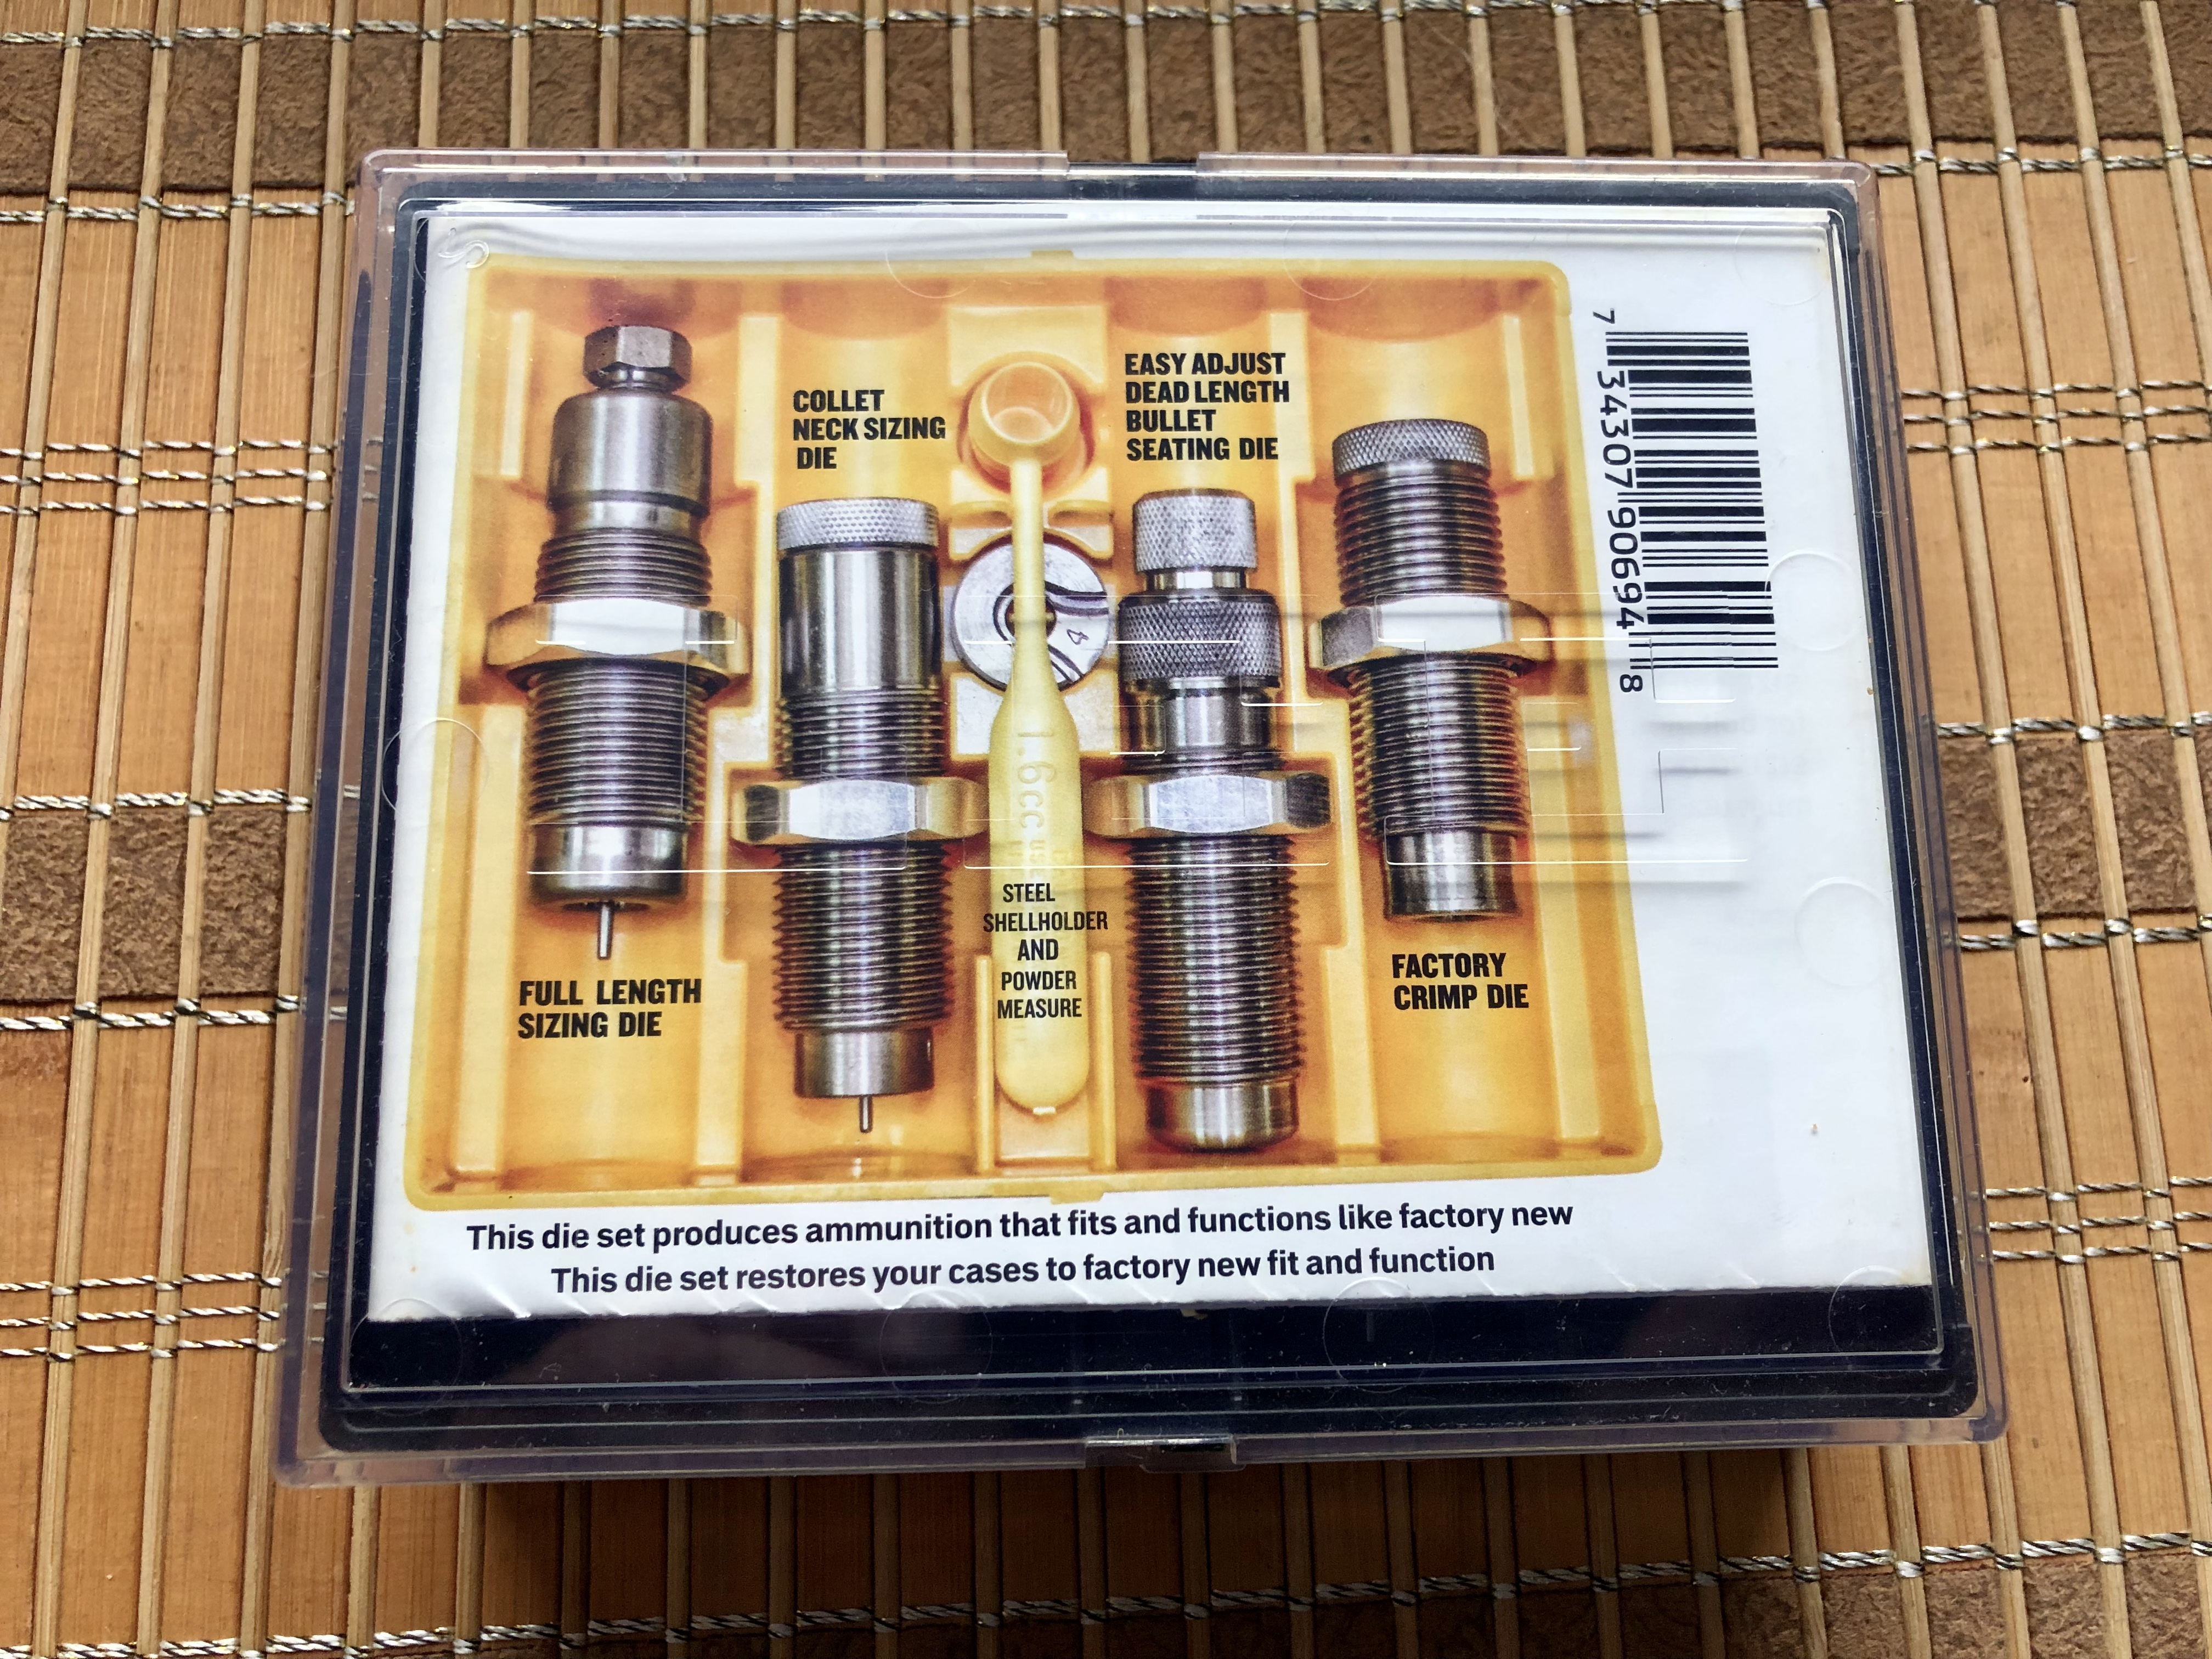 COLLET
NECK SIZING
DIE
EASY ADJUST
DEAD LENGTH
BULLET
SEATING DIE
7 34307 90694 8
4
1.6cc
STEEL
SHELLHOLDER
AND
POWDER
MEASURE
FULL LENGTH
SIZING DIE
FACTORY
CRIMP DIE
This die set produces ammunition that fits and functions like factory new
This die set restores your cases to factory new fit and function